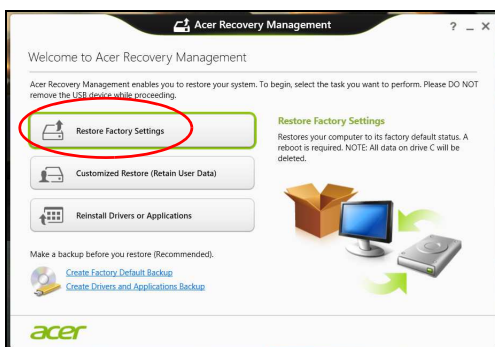 Acer Recovery Management
? _ X
Welcome to Acer Recovery Management
Acer Recovery Management enables you to restore your system. To begin, select the task you want to perform. Please DO NOT
remove the USB device while proceeding.
Restore Factory Settings
Customized Restore (Retain User Data)
Reinstall Drivers or Applications
Make a backup before you restore (Recommended).
Create Factory Default Backup
Create Drivers and Applications Backup
Restore Factory Settings
Restores your computer to its factory default status. A
reboot is required. NOTE: All data on drive C will be
deleted.
acer